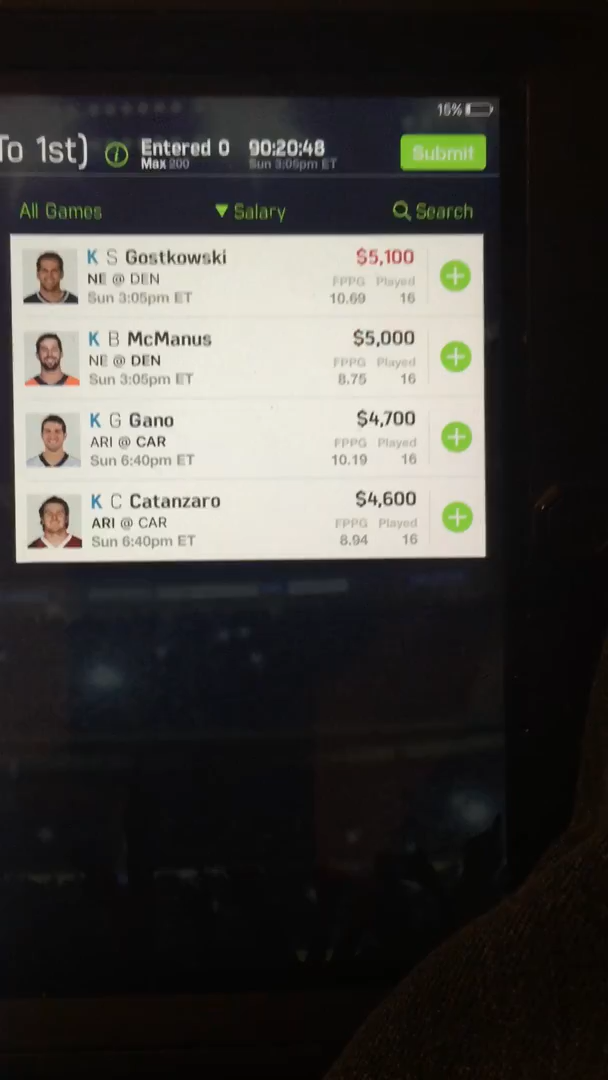 16%
To 1st) i Entered 0 90:20:48 Submit
Max 200 Sun 3:05pm ET
All Games ▼ Salary Search
K S Gostkowski $5,100
NE @ DEN FPPG Played
Sun 3:05pm ET 10.69 16
K B McManus $5,000
NE @ DEN FPPG Played
Sun 3:05pm ET 8.75 16
K G Gano $4,700
ARI @ CAR FPPG Played
Sun 6:40pm ET 10.19 16
K C Catanzaro $4,600
ARI @ CAR FPPG Played
Sun 6:40pm ET 8.94 16